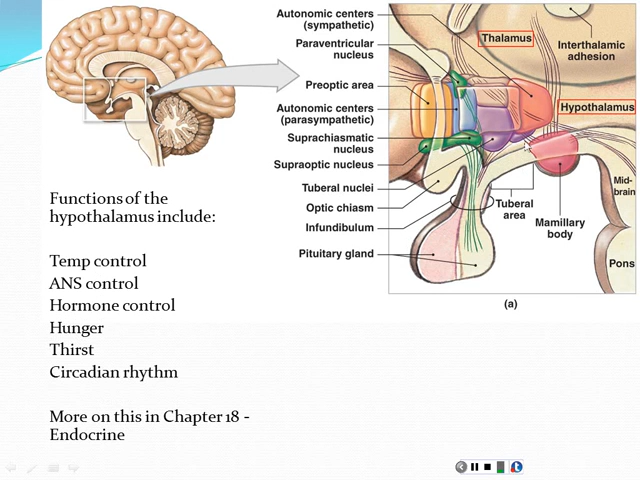 Autonomic centers
(sympathetic)
Paraventricular
nucleus
Preoptic area
Autonomic centers
(parasympathetic)
Suprachiasmatic
nucleus
Supraoptic nucleus
Tuberal nuclei
Optic chiasm
Infundibulum
Pituitary gland
Thalamus
Interthalamic
adhesion
Hypothalamus
Tuberal
area
Mamillary
body
Mid-
brain
Pons
(a)
Functions of the
hypothalamus include:
Temp control
ANS control
Hormone control
Hunger
Thirst
Circadian rhythm
More on this in Chapter 18 -
Endocrine